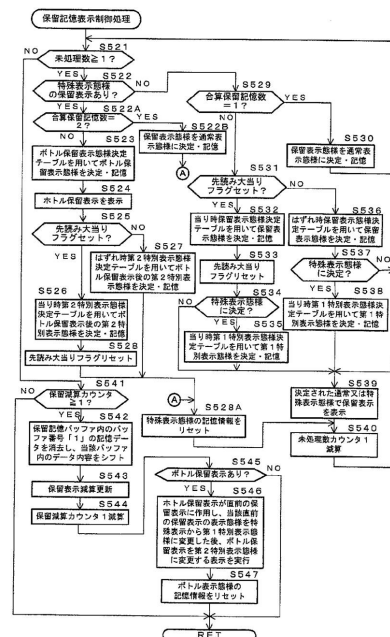 保留記憶表示制御処理
S521
未処理数≧1？
NO
YES
S522
特殊表示態様
の保留表示あり？
NO
YES
S522A
合算保留記憶数＝
2？
YES
NO
S522B
保留表示態様を通常表
示態様に決定・記憶
A
S523
ボトル保留表示態様決定
テーブルを用いてボトル保
留表示態様を決定・記憶
S524
ボトル保留を表示
S525
先読み大当り
フラグセット？
NO
YES
S527
はずれ時第2特別表示態様
決定テーブルを用いてボトル
保留表示後の第2特別表示
態様を決定・記憶
S526
当り時第2特別表示態様
決定テーブルを用いてボ
トル保留表示後の第2特
別表示態様を決定・記憶
S528
先読み大当りフラグリセット
S529
合算保留記憶数
＝1？
YES
NO
S530
保留表示態様を通常表
示態様に決定・記憶
S531
先読み大当り
フラグセット？
NO
YES
S532
当り時保留表示態様決
定テーブルを用いて保留
表示態様を決定・記憶
S533
先読み大当り
フラグリセット
S534
特殊表示態様
に決定？
NO
YES
S535
当り時第1特別表示態様
決定テーブルを用いて第1特
別表示態様を決定・記憶
S536
はずれ時保留表示態様決
定テーブルを用いて保留
表示態様を決定・記憶
S537
特殊表示態様
に決定？
NO
YES
S538
当り時第1特別表示態様
決定テーブルを用いて第1
特別表示態様を決定・記憶
A
S528A
特殊表示態様の記憶情報を
リセット
S539
決定された通常又は特
殊表示態様で保留表示
を表示
S540
未処理数カウンタ1
減算
S541
保留減算カウンタ
≧1？
NO
YES
S542
保留記憶バッファ内のバッ
ファ番号「1」の記憶デー
タを消去し、当該バッファ
内のデータ内容をシフト
S543
保留表示減算更新
S544
保留減算カウンタ1減算
S545
ボトル保留表示あり？
NO
YES
S546
ボトル保留表示が直前の保留
表示に作用し、当該直前
の保留表示の表示態様を特
殊表示から第1特別表示態
様に変更した後、ボトル保
留表示を第2特別表示態様
に変更する表示を実行
S547
ボトル表示態様の
記憶情報をリセット
RET